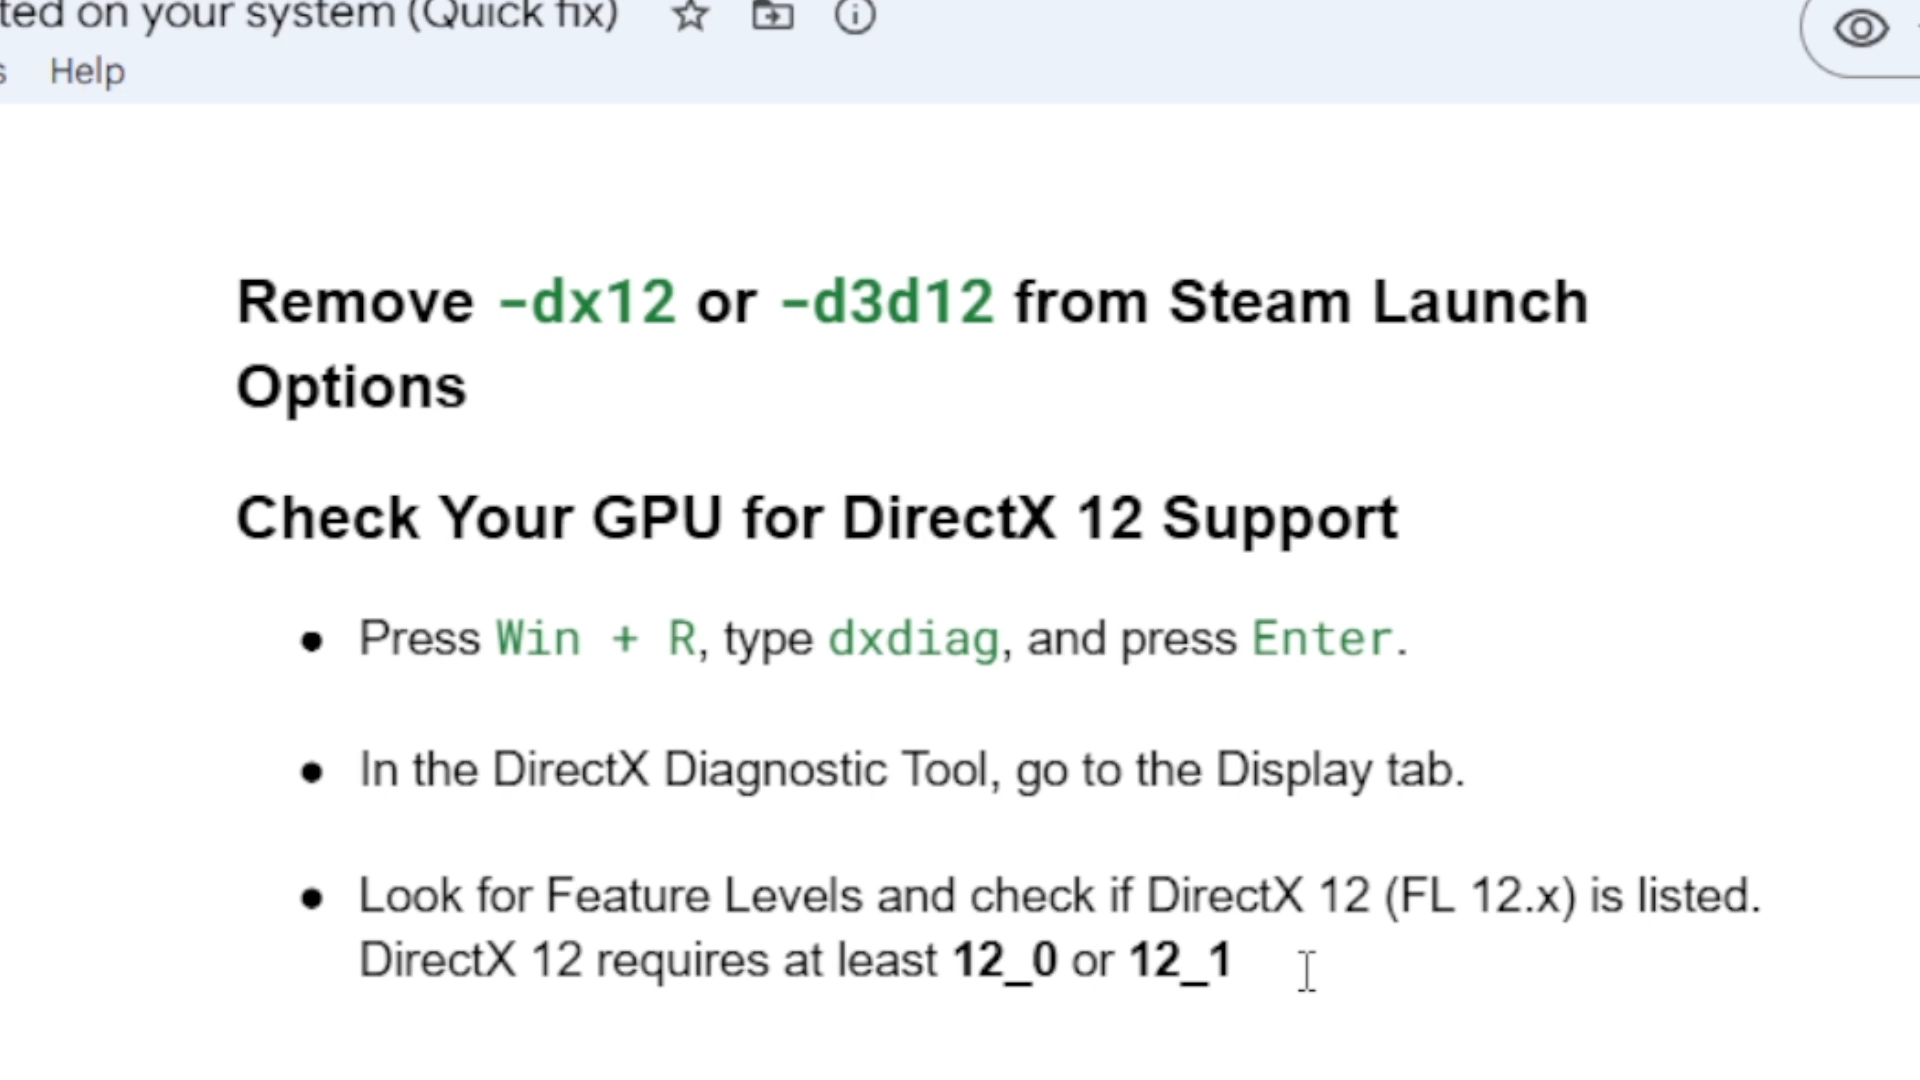 ted on your system (Quick fix)
Help
Remove -dx12 or -d3d12 from Steam Launch
Options
Check Your GPU for DirectX 12 Support
Press Win + R, type dxdiag, and press Enter.
In the DirectX Diagnostic Tool, go to the Display tab.
Look for Feature Levels and check if DirectX 12 (FL 12.x) is listed.
DirectX 12 requires at least 12_0 or 12_1